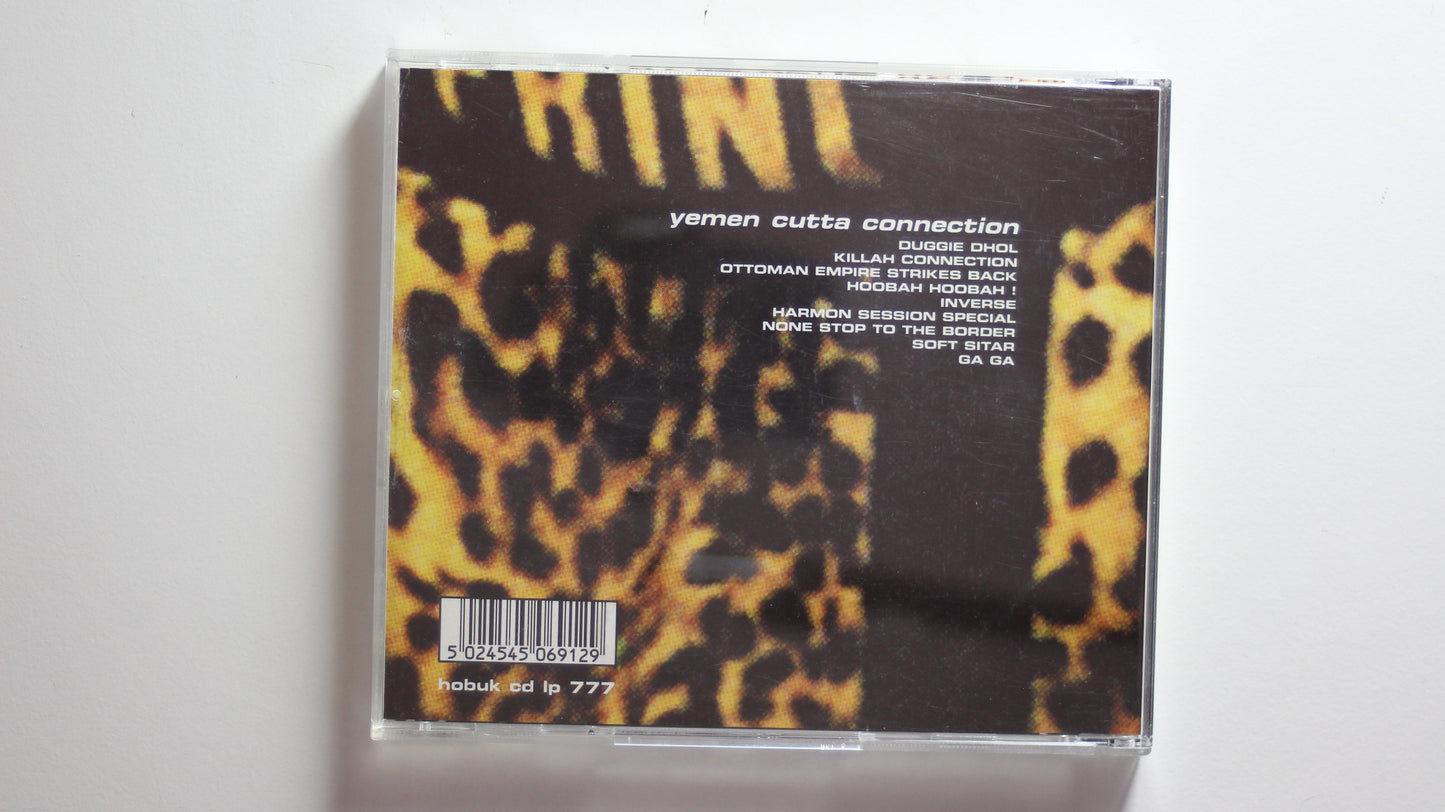 PRINT
yemen cutta connection
DUGGIE DHOL
KILLAH CONNECTION
OTTOMAN EMPIRE STRIKES BACK
HOOBAH HOOBAH !
INVERSE
HARMON SESSION SPECIAL
NONE STOP TO THE BORDER
SOFT SITAR
GA GA
5 024545 069129
hobuk cd lp 777